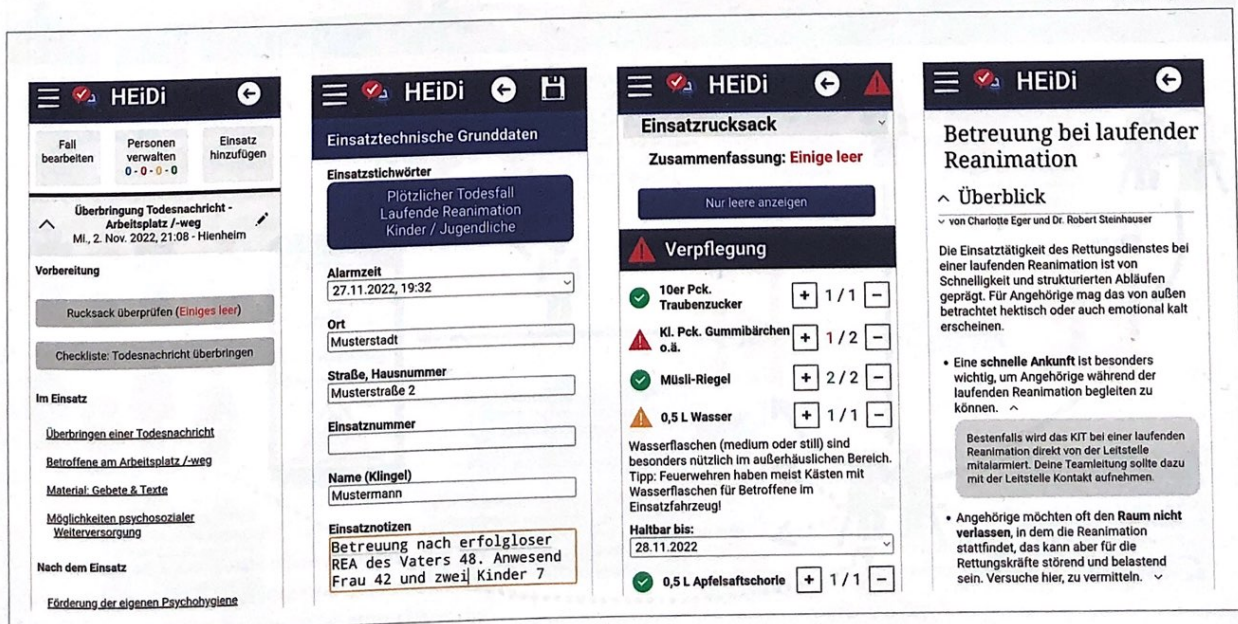 HEiDi
Fall
bearbeiten
Personen
verwalten
0 - 0 - 0 - 0
Einsatz
hinzufügen
Überbringung Todesnachricht -
Arbeitsplatz /-weg
Mi., 2. Nov. 2022, 21:08 - Hienheim
Vorbereitung
Rucksack überprüfen (Einiges leer)
Checkliste: Todesnachricht überbringen
Im Einsatz
Überbringen einer Todesnachricht
Betroffene am Arbeitsplatz /-weg
Material: Gebete & Texte
Möglichkeiten psychosozialer
Weiterversorgung
Nach dem Einsatz
Förderung der eigenen Psychohygiene
HEiDi
Einsatztechnische Grunddaten
Einsatzstichwörter
Plötzlicher Todesfall
Laufende Reanimation
Kinder / Jugendliche
Alarmzeit
27.11.2022, 19:32
Ort
Musterstadt
Straße, Hausnummer
Musterstraße 2
Einsatznummer
Name (Klingel)
Mustermann
Einsatznotizen
Betreuung nach erfolgloser
REA des Vaters 48. Anwesend
Frau 42 und zwei Kinder 7
HEiDi
Einsatzrucksack
Zusammenfassung: Einige leer
Nur leere anzeigen
Verpflegung
10er Pck.
Traubenzucker
+ 1 / 1 -
Kl. Pck. Gummibärchen
o.ä.
+ 1 / 2 -
Müsli-Riegel
+ 2 / 2 -
0,5 L Wasser
+ 1 / 1 -
Wasserflaschen (medium oder still) sind
besonders nützlich im außerhäuslichen Bereich.
Tipp: Feuerwehren haben meist Kästen mit
Wasserflaschen für Betroffene im
Einsatzfahrzeug!
Haltbar bis:
28.11.2022
0,5 L Apfelsaftschorle
+ 1 / 1 -
HEiDi
Betreuung bei laufender
Reanimation
Überblick
von Charlotte Eger und Dr. Robert Steinhauser
Die Einsatztätigkeit des Rettungsdienstes bei
einer laufenden Reanimation ist von
Schnelligkeit und strukturierten Abläufen
geprägt. Für Angehörige mag das von außen
betrachtet hektisch oder auch emotional kalt
erscheinen.
• Eine schnelle Ankunft ist besonders
wichtig, um Angehörige während der
laufenden Reanimation begleiten zu
können.
Bestenfalls wird das KIT bei einer laufenden
Reanimation direkt von der Leitstelle
mitalarmiert. Deine Teamleitung sollte dazu
mit der Leitstelle Kontakt aufnehmen.
• Angehörige möchten oft den Raum nicht
verlassen, in dem die Reanimation
stattfindet, das kann aber für die
Rettungskräfte störend und belastend
sein. Versuche hier, zu vermitteln.